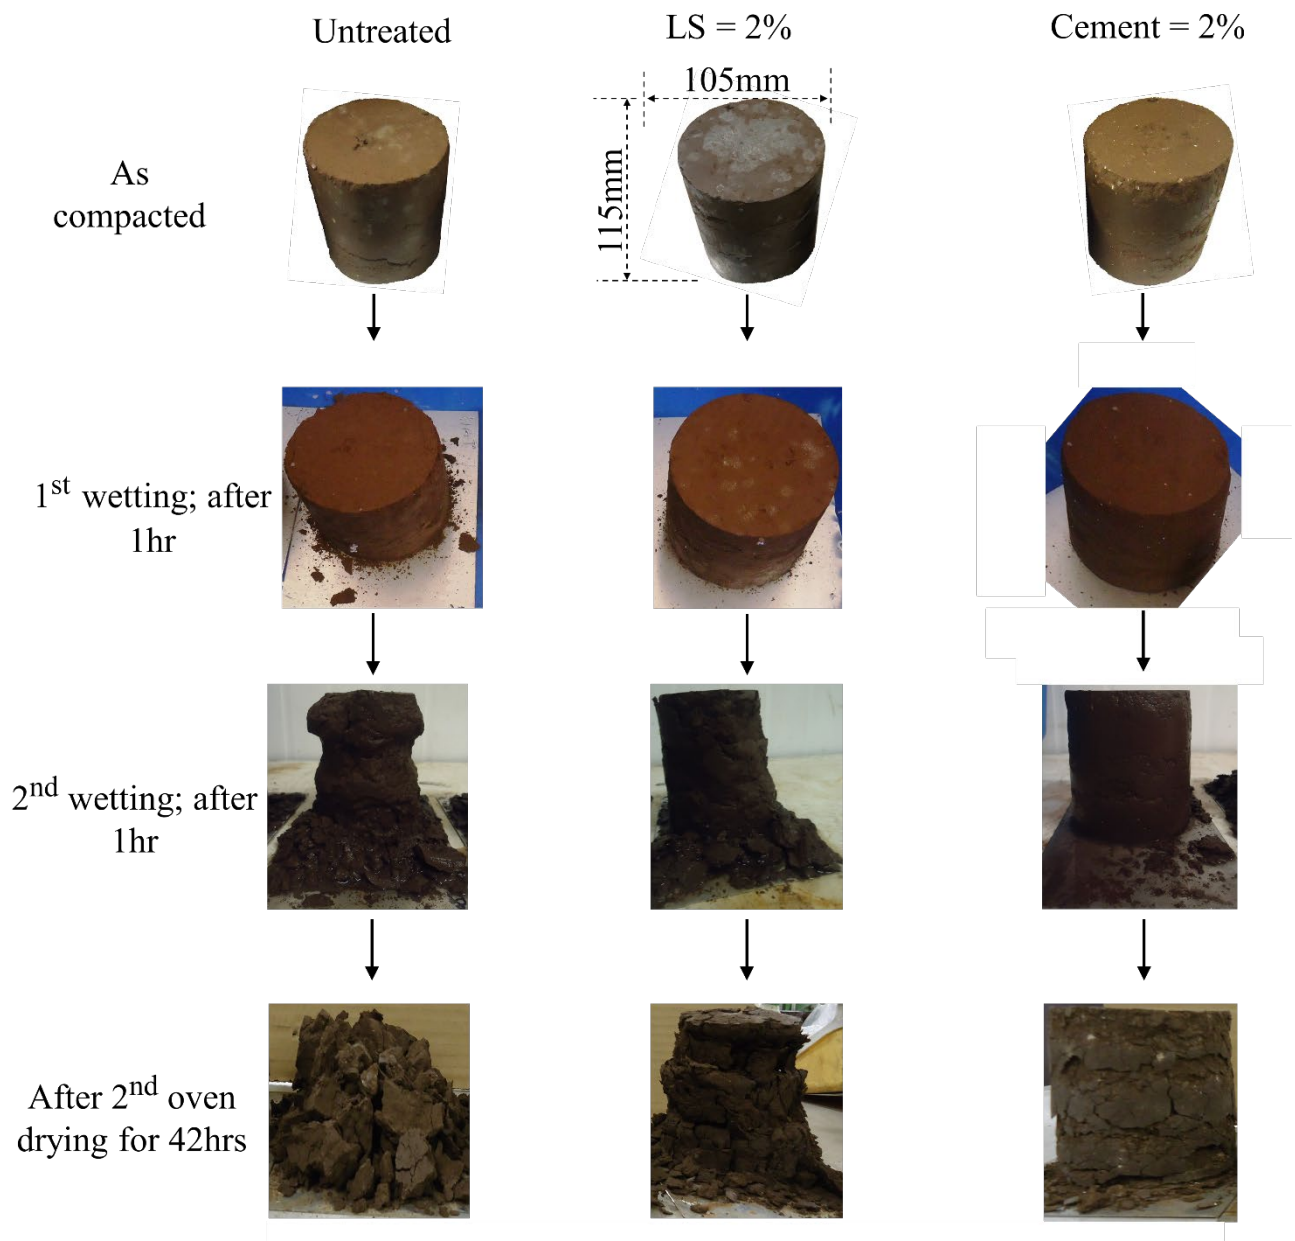 Untreated
LS = 2%
Cement = 2%
105mm
115mm
As
compacted
1st wetting; after
1hr
2nd wetting; after
1hr
After 2nd oven
drying for 42hrs